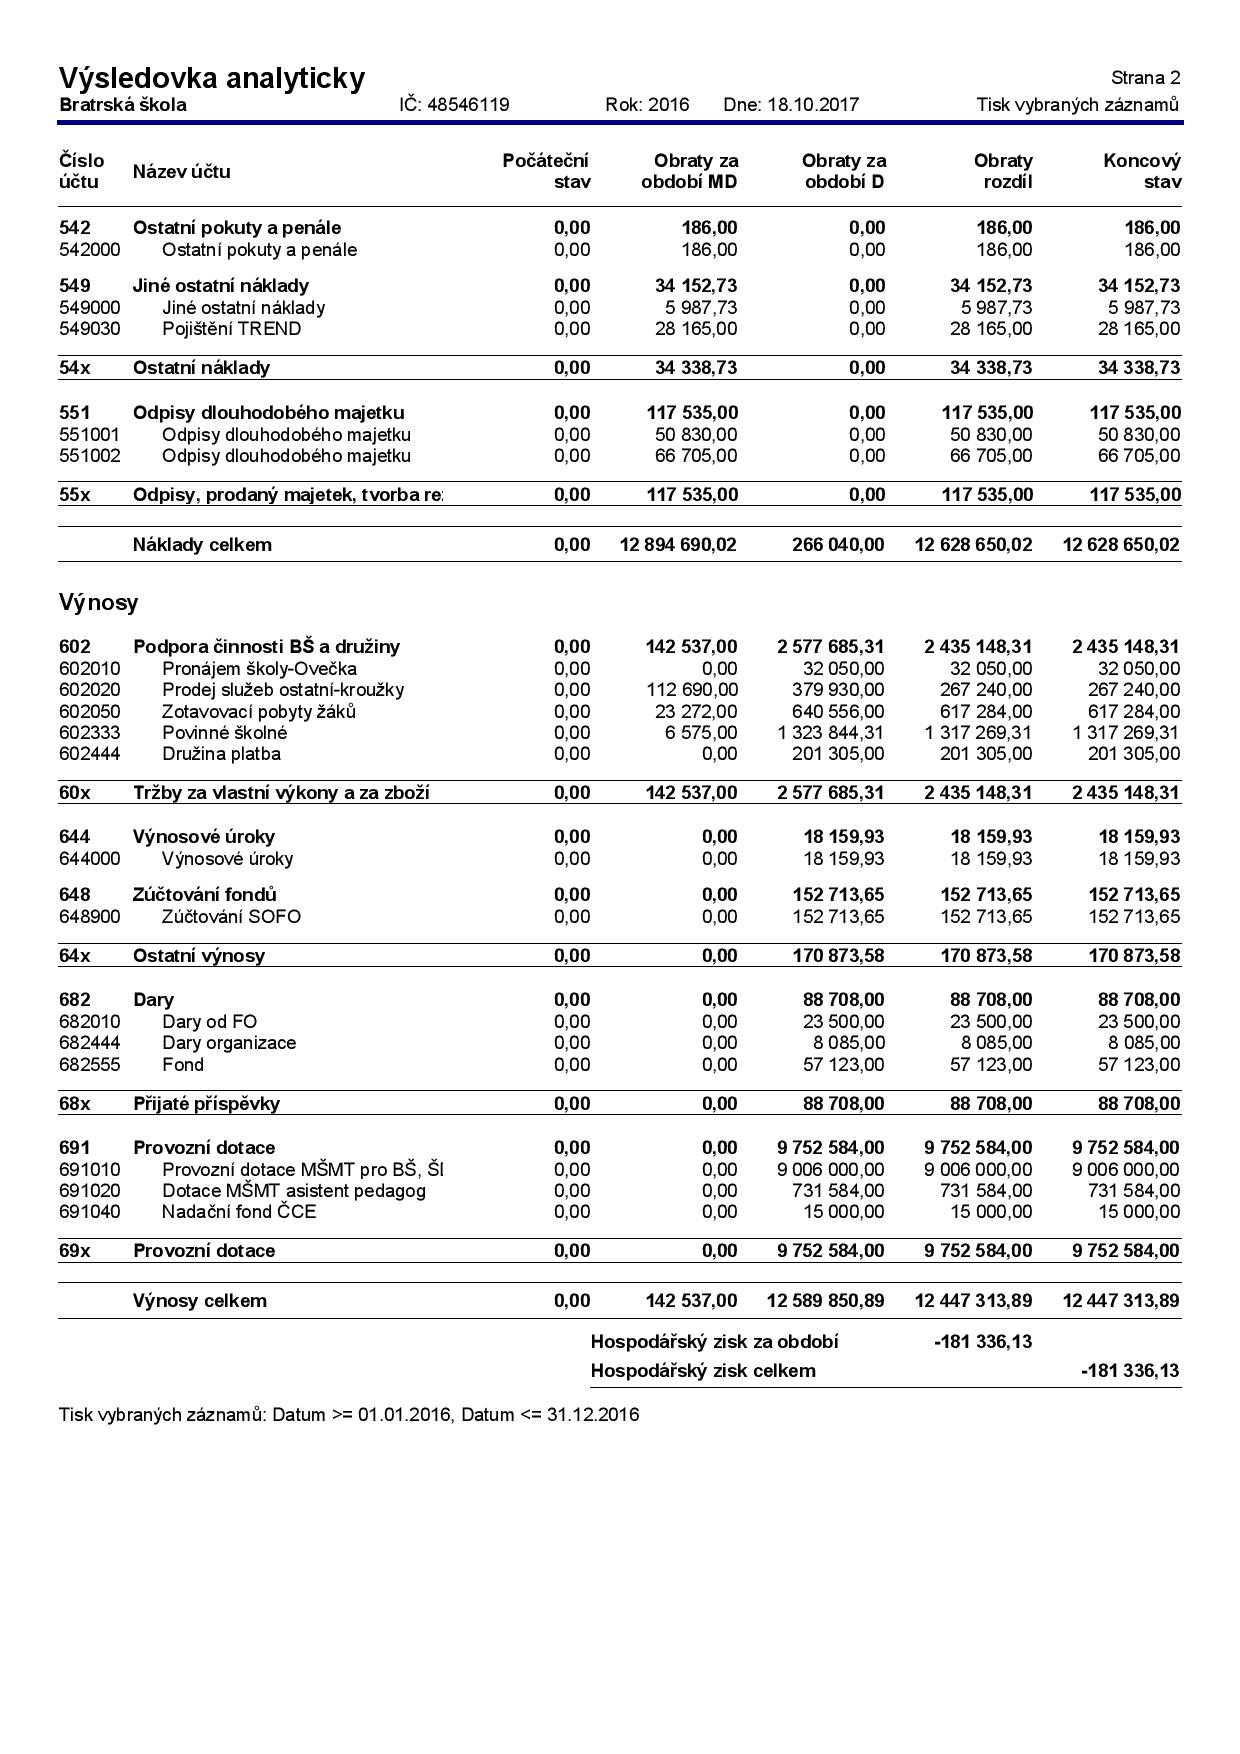 Výsledovka analyticky Strana 2
Bratrská škola IČ: 48546119 Rok: 2016 Dne: 18.10.2017 Tisk vybraných záznamů
Číslo účtu Název účtu Počáteční stav Obraty za období MD Obraty za období D Obraty rozdíl Koncový stav
542 Ostatní pokuty a penále 0,00 186,00 0,00 186,00 186,00
542000 Ostatní pokuty a penále 0,00 186,00 0,00 186,00 186,00
549 Jiné ostatní náklady 0,00 34 152,73 0,00 34 152,73 34 152,73
549000 Jiné ostatní náklady 0,00 5 987,73 0,00 5 987,73 5 987,73
549030 Pojištění TREND 0,00 28 165,00 0,00 28 165,00 28 165,00
54x Ostatní náklady 0,00 34 338,73 0,00 34 338,73 34 338,73
551 Odpisy dlouhodobého majetku 0,00 117 535,00 0,00 117 535,00 117 535,00
551001 Odpisy dlouhodobého majetku 0,00 50 830,00 0,00 50 830,00 50 830,00
551002 Odpisy dlouhodobého majetku 0,00 66 705,00 0,00 66 705,00 66 705,00
55x Odpisy, prodaný majetek, tvorba re 0,00 117 535,00 0,00 117 535,00 117 535,00
Náklady celkem 0,00 12 894 690,02 266 040,00 12 628 650,02 12 628 650,02
Výnosy
602 Podpora činnosti BŠ a družiny 0,00 142 537,00 2 577 685,31 2 435 148,31 2 435 148,31
602010 Pronájem školy-Ovečka 0,00 0,00 32 050,00 32 050,00 32 050,00
602020 Prodej služeb ostatní-kroužky 0,00 112 690,00 379 930,00 267 240,00 267 240,00
602050 Zotavovací pobyty žáků 0,00 23 272,00 640 556,00 617 284,00 617 284,00
602333 Povinné školné 0,00 6 575,00 1 323 844,31 1 317 269,31 1 317 269,31
602444 Družina platba 0,00 0,00 201 305,00 201 305,00 201 305,00
60x Tržby za vlastní výkony a za zboží 0,00 142 537,00 2 577 685,31 2 435 148,31 2 435 148,31
644 Výnosové úroky 0,00 0,00 18 159,93 18 159,93 18 159,93
644000 Výnosové úroky 0,00 0,00 18 159,93 18 159,93 18 159,93
648 Zúčtování fondů 0,00 0,00 152 713,65 152 713,65 152 713,65
648900 Zúčtování SOFO 0,00 0,00 152 713,65 152 713,65 152 713,65
64x Ostatní výnosy 0,00 0,00 170 873,58 170 873,58 170 873,58
682 Dary 0,00 0,00 88 708,00 88 708,00 88 708,00
682010 Dary od FO 0,00 0,00 23 500,00 23 500,00 23 500,00
682444 Dary organizace 0,00 0,00 8 085,00 8 085,00 8 085,00
682555 Fond 0,00 0,00 57 123,00 57 123,00 57 123,00
68x Přijaté příspěvky 0,00 0,00 88 708,00 88 708,00 88 708,00
691 Provozní dotace 0,00 0,00 9 752 584,00 9 752 584,00 9 752 584,00
691010 Provozní dotace MŠMT pro BŠ, 0,00 0,00 9 006 000,00 9 006 000,00 9 006 000,00
691020 Dotace MŠMT asistent pedagog 0,00 0,00 731 584,00 731 584,00 731 584,00
691040 Nadační fond ČCE 0,00 0,00 15 000,00 15 000,00 15 000,00
69x Provozní dotace 0,00 0,00 9 752 584,00 9 752 584,00 9 752 584,00
Výnosy celkem 0,00 142 537,00 12 589 850,89 12 447 313,89 12 447 313,89
Hospodářský zisk za období -181 336,13
Hospodářský zisk celkem -181 336,13
Tisk vybraných záznamů: Datum >= 01.01.2016, Datum <= 31.12.2016